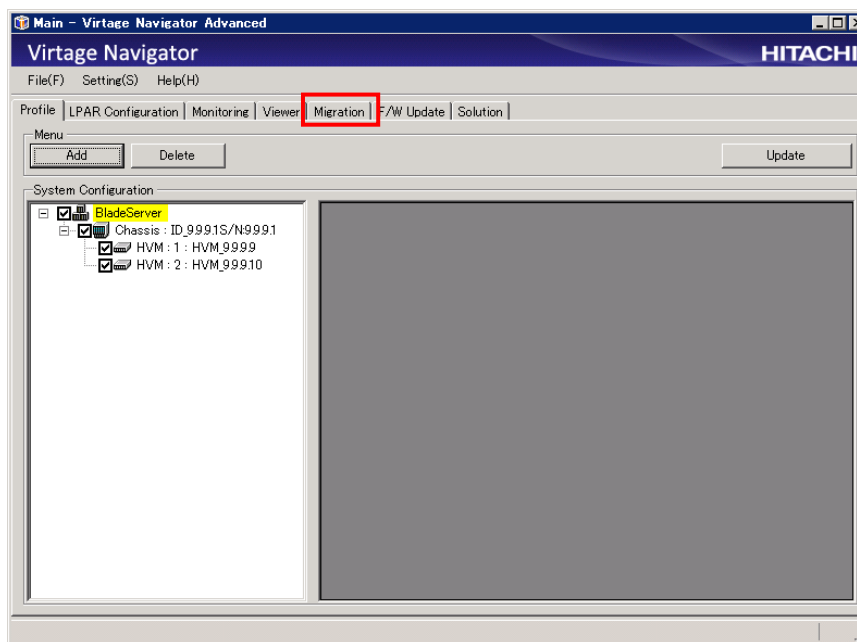 Main - Virtage Navigator Advanced
Virtage Navigator
HITACHI
File(F) Setting(S) Help(H)
Profile LPAR Configuration Monitoring Viewer Migration F/W Update Solution
Menu
Add Delete Update
System Configuration
BladeServer
Chassis : ID_9.9.9.1S/N:9.9.9.1
HVM : 1 : HVM_9.9.9.9
HVM : 2 : HVM_9.9.9.10